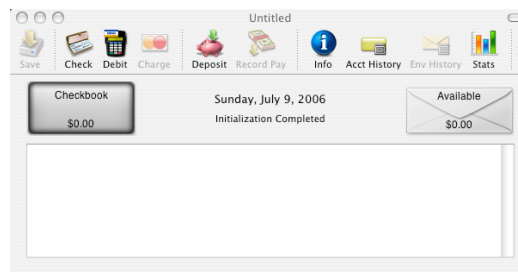 Untitled
Save Check Debit Charge Deposit Record Pay Info Acct History Env History Stats
Checkbook
$0.00
Sunday, July 9, 2006
Initialization Completed
Available
$0.00